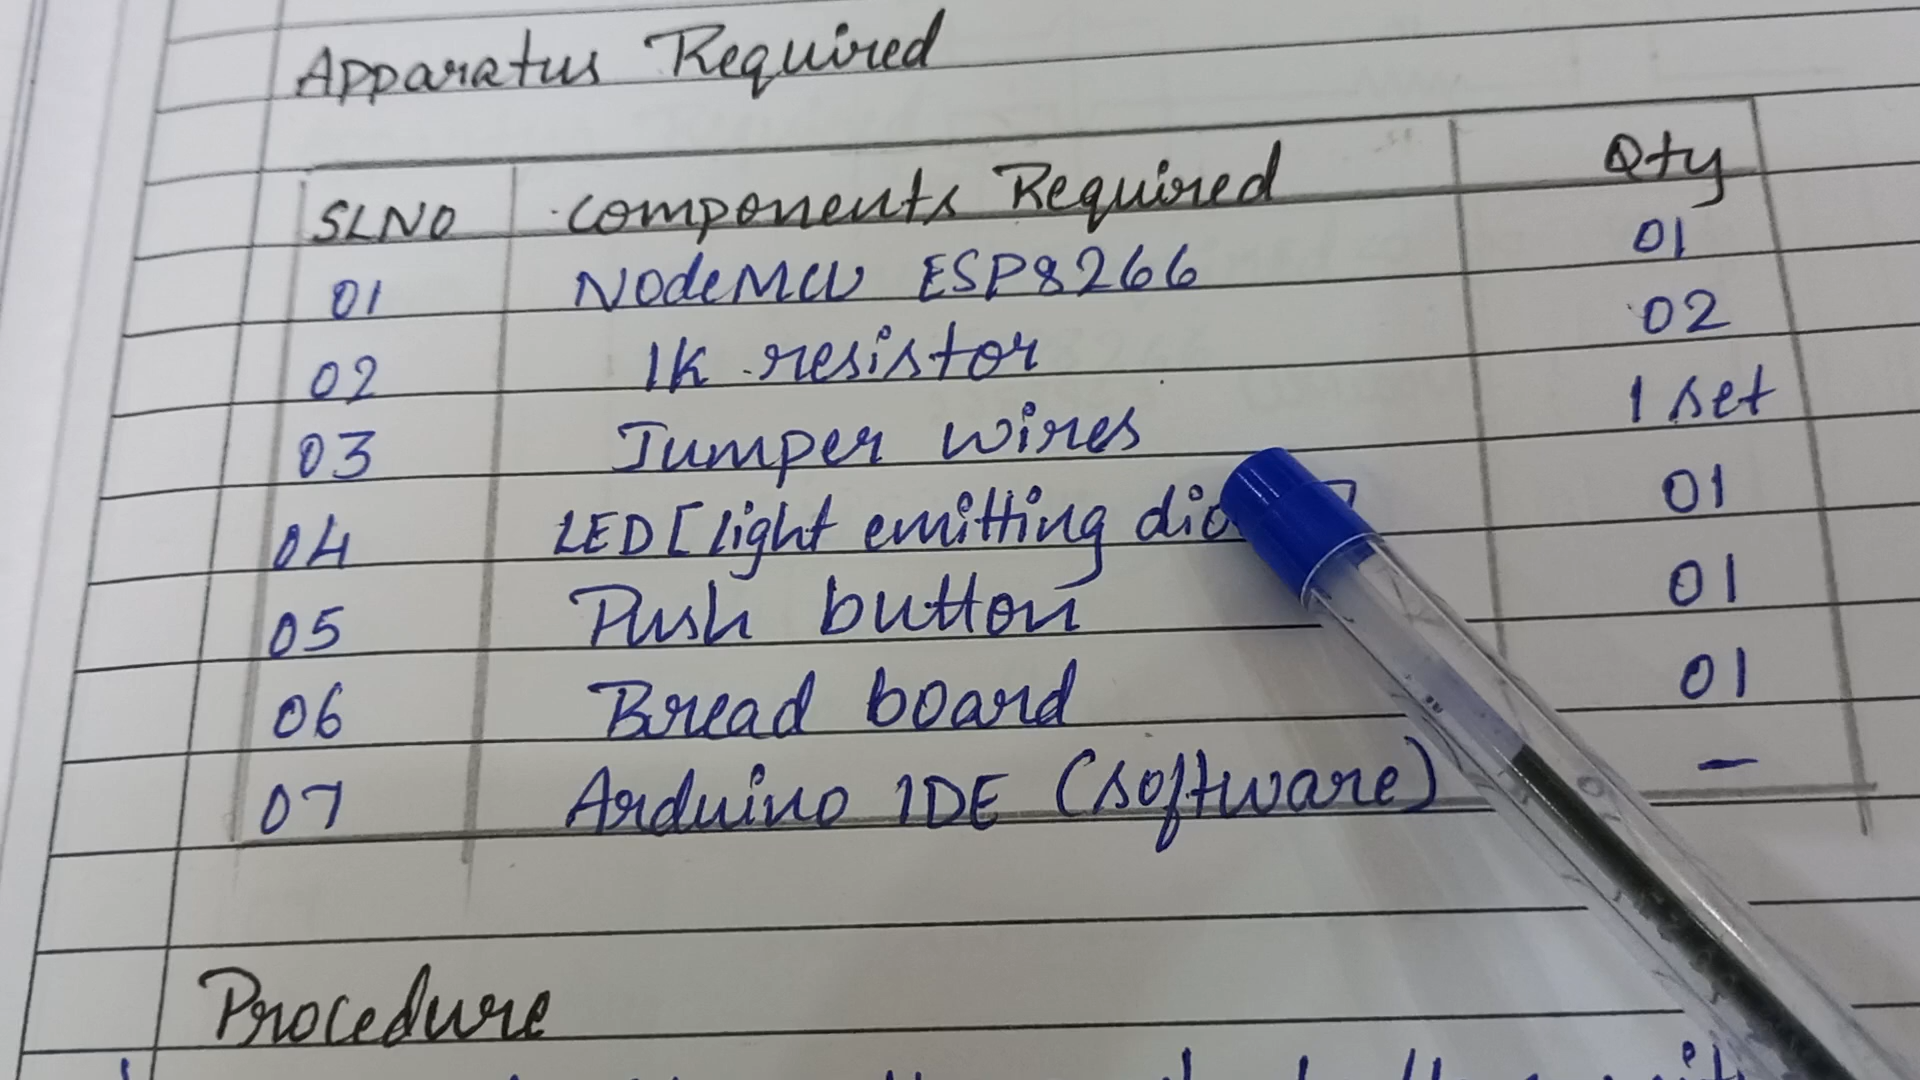 Apparatus Required
SLNO components Required Qty
01 NodeMCU ESP8266 01
02 1k resistor 02
03 Jumper wires 1 set
04 LED [light emitting 01
05 Push button 01
06 Bread board 01
07 Arduino IDE (software) —
Procedure